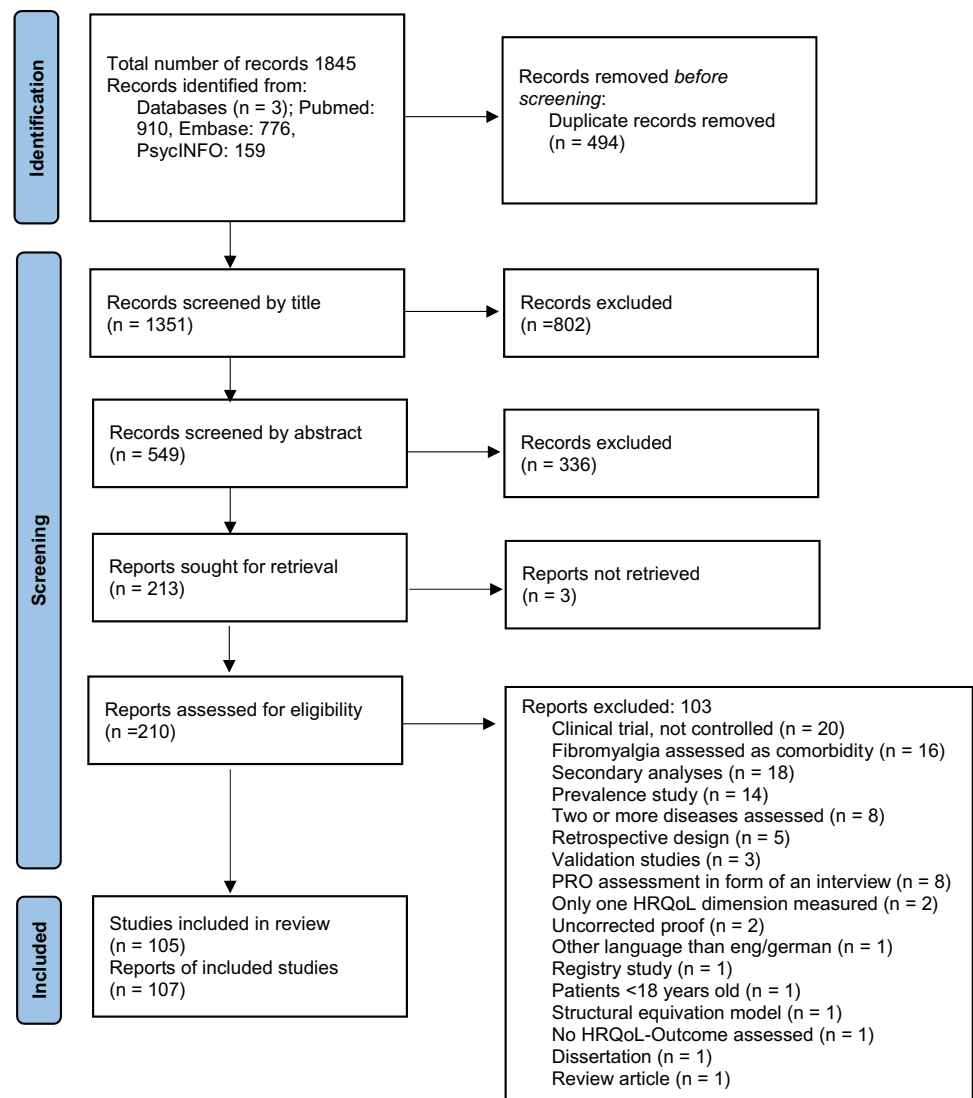 Identification
Total number of records 1845
Records identified from:
Databases (n = 3); Pubmed:
910, Embase: 776,
PsycINFO: 159
Records removed before
screening:
Duplicate records removed
(n = 494)
Screening
Records screened by title
(n = 1351)
Records excluded
(n =802)
Records screened by abstract
(n = 549)
Records excluded
(n = 336)
Reports sought for retrieval
(n = 213)
Reports not retrieved
(n = 3)
Reports assessed for eligibility
(n =210)
Reports excluded: 103
Clinical trial, not controlled (n = 20)
Fibromyalgia assessed as comorbidity (n = 16)
Secondary analyses (n = 18)
Prevalence study (n = 14)
Two or more diseases assessed (n = 8)
Retrospective design (n = 5)
Validation studies (n = 3)
PRO assessment in form of an interview (n = 8)
Only one HRQoL dimension measured (n = 2)
Uncorrected proof (n = 2)
Other language than eng/german (n = 1)
Registry study (n = 1)
Patients <18 years old (n = 1)
Structural equivation model (n = 1)
No HRQoL-Outcome assessed (n = 1)
Dissertation (n = 1)
Review article (n = 1)
Included
Studies included in review
(n = 105)
Reports of included studies
(n = 107)